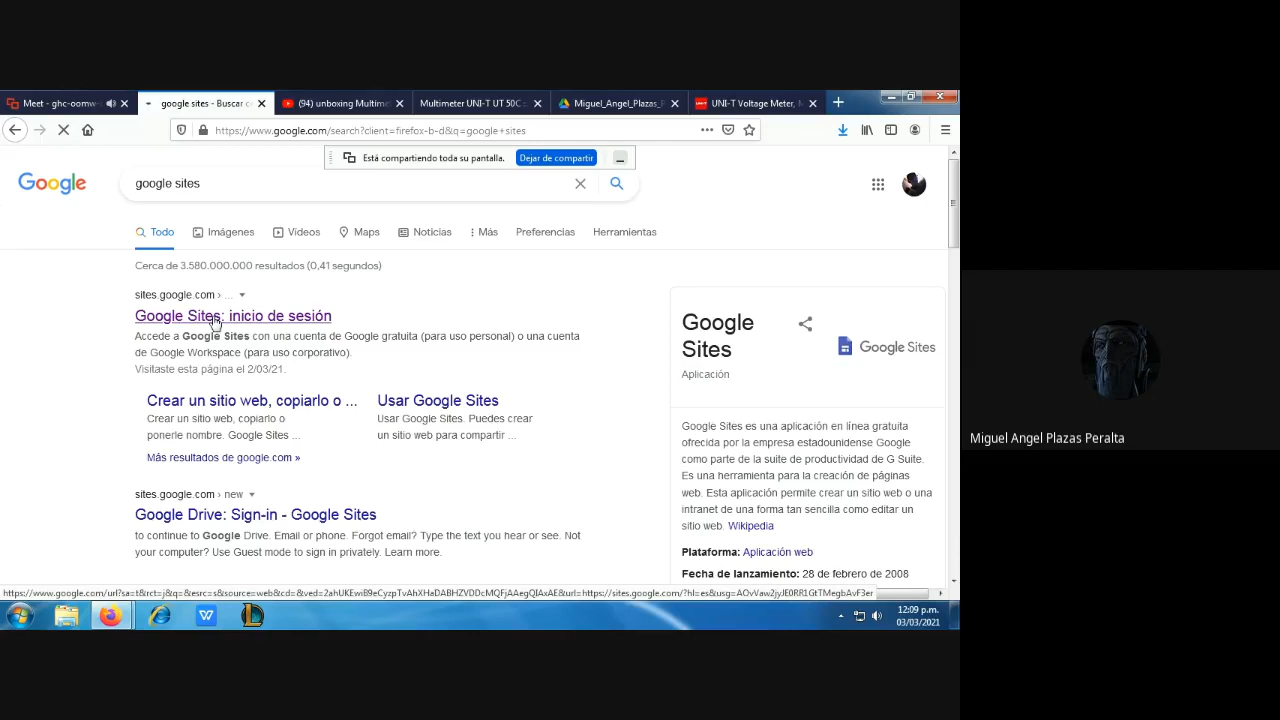 Meet - ghc-oomw-
google sites - Buscar c
(94) unboxing Multime
Multimeter UNI-T UT 50C
Miguel_Angel_Plazas_
UNI-T Voltage Meter, M
https://www.google.com/search?client=firefox-b-d&q=google+sites
Está compartiendo toda su pantalla.
Dejar de compartir
Google
google sites
Todo
Imágenes
Vídeos
Maps
Noticias
Más
Preferencias
Herramientas
Cerca de 3.580.000.000 resultados (0,41 segundos)
sites.google.com › ...
Google Sites: inicio de sesión
Accede a Google Sites con una cuenta de Google gratuita (para uso personal) o una cuenta
de Google Workspace (para uso corporativo).
Visitaste esta página el 2/03/21.
Crear un sitio web, copiarlo o ...
Crear un sitio web, copiarlo o
ponerle nombre. Google Sites ...
Usar Google Sites
Usar Google Sites. Puedes crear
un sitio web para compartir ...
Más resultados de google.com »
sites.google.com › new
Google Drive: Sign-in - Google Sites
to continue to Google Drive. Email or phone. Forgot email? Type the text you hear or see. Not
your computer? Use Guest mode to sign in privately. Learn more.
Google
Sites
Google Sites
Aplicación
Google Sites es una aplicación en línea gratuita
ofrecida por la empresa estadounidense Google
como parte de la suite de productividad de G Suite.
Es una herramienta para la creación de páginas
web. Esta aplicación permite crear un sitio web o una
intranet de una forma tan sencilla como editar un
sitio web. Wikipedia
Plataforma: Aplicación web
Fecha de lanzamiento: 28 de febrero de 2008
12:09 p.m.
03/03/2021
Miguel Angel Plazas Peralta